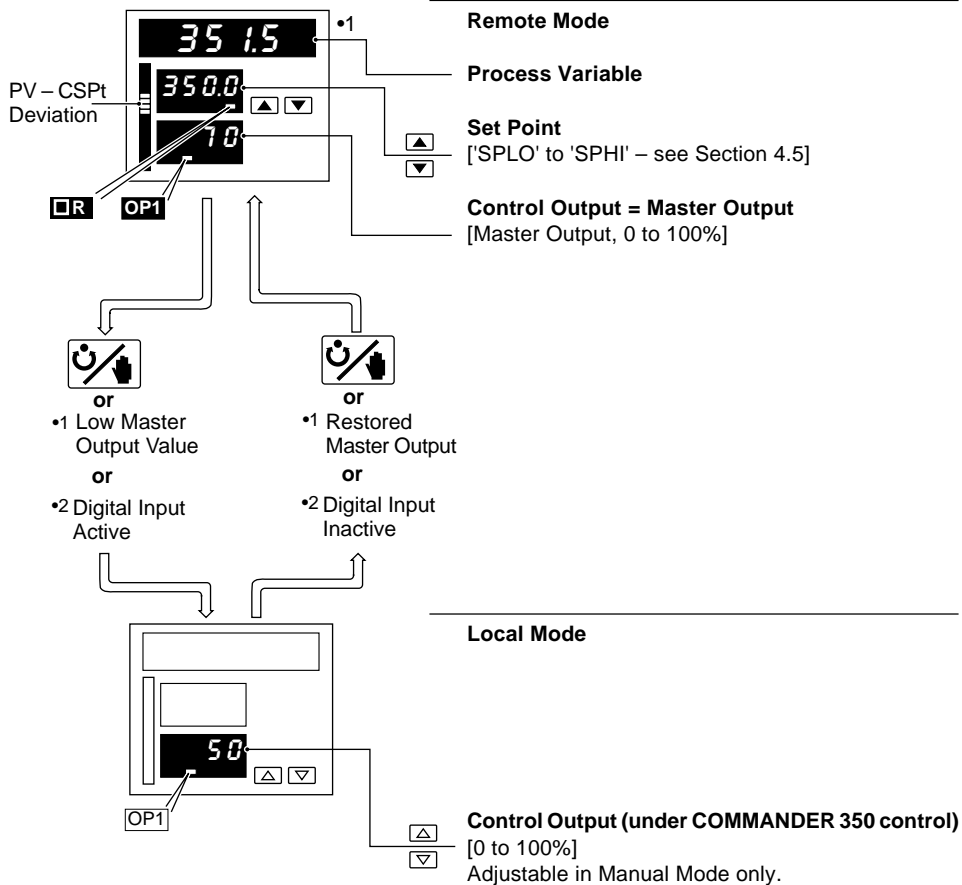 Remote Mode
•1
351.5
Process Variable
PV – CSPt
Deviation
350.0
Set Point
['SPLO' to 'SPHI' – see Section 4.5]
70
R
OP1
Control Output = Master Output
[Master Output, 0 to 100%]
or
•1 Low Master
Output Value
or
•2 Digital Input
Active
or
•1 Restored
Master Output
or
•2 Digital Input
Inactive
Local Mode
50
OP1
Control Output (under COMMANDER 350 control)
[0 to 100%]
Adjustable in Manual Mode only.